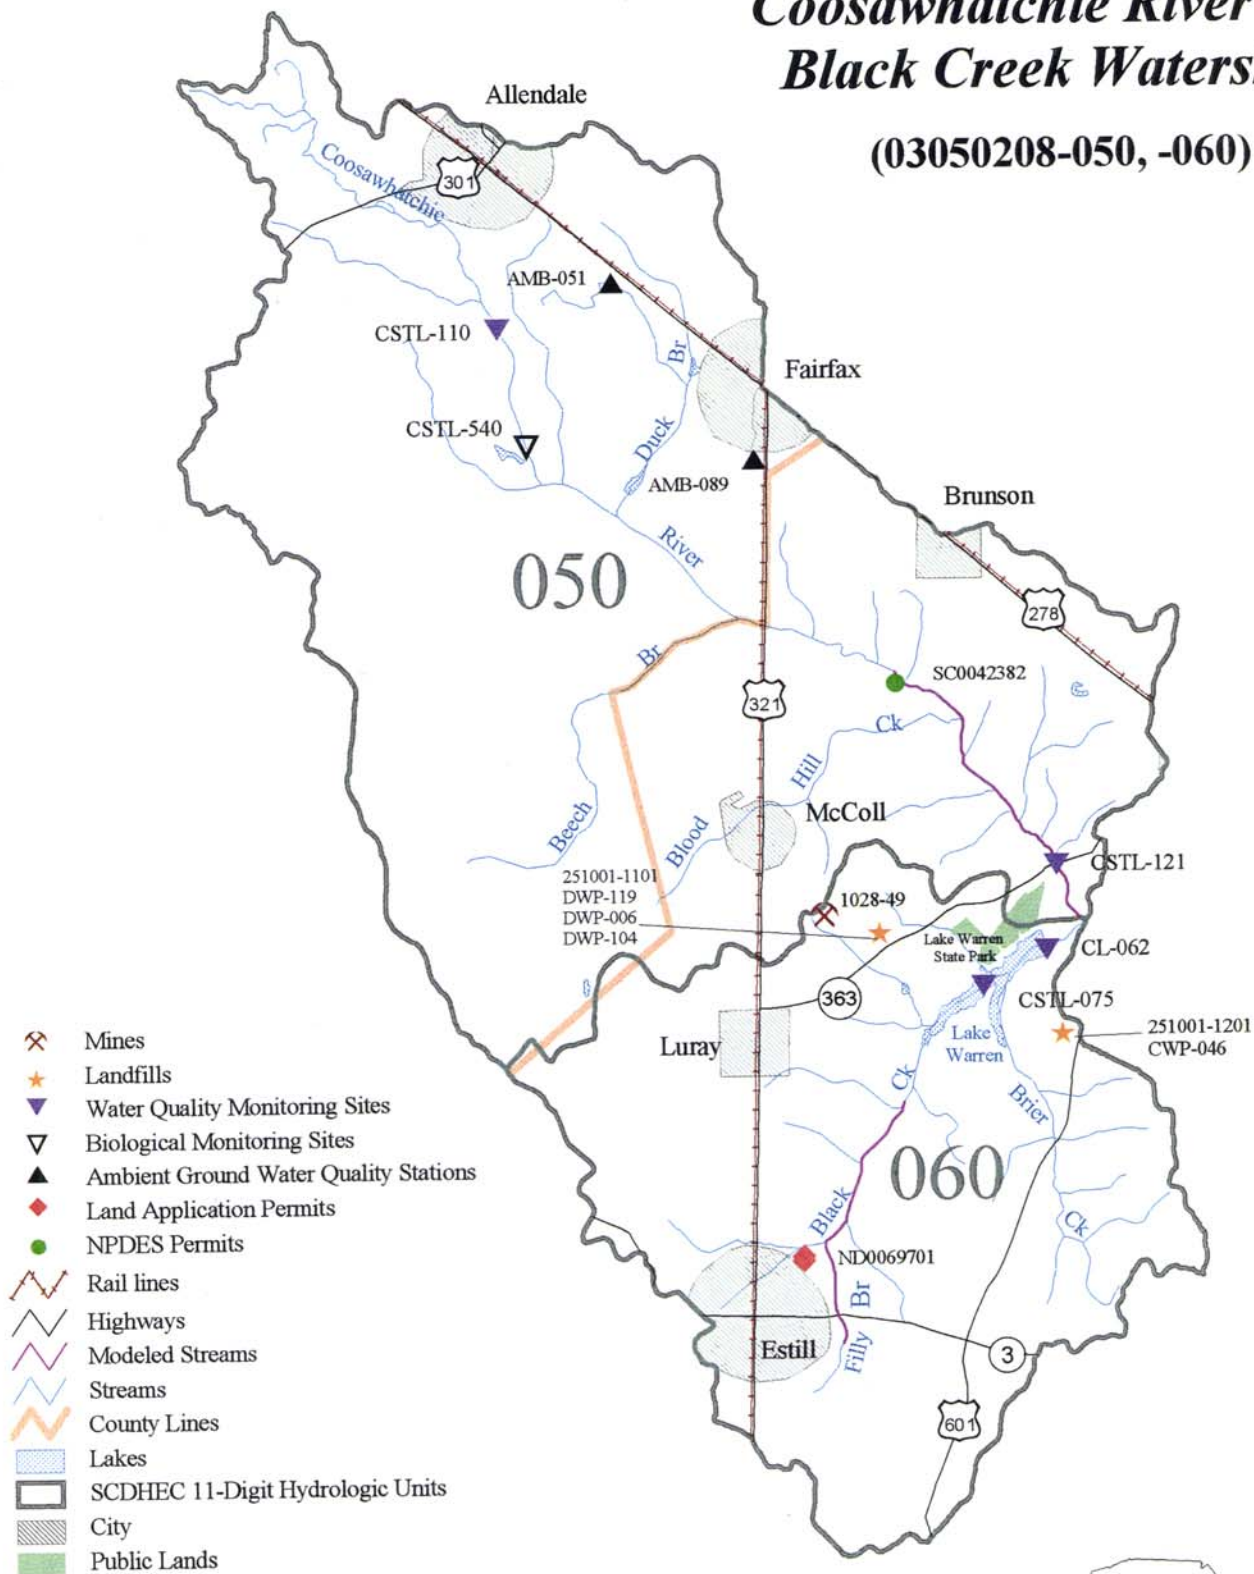 Coosawhatchie River
Black Creek Waters
(03050208-050, -060)
Allendale
301
Coosawhatchie
AMB-051
CSTL-110
Br
Fairfax
CSTL-540
Duck
AMB-089
Brunson
River
050
278
Br
SC0042382
321
Ck
Hill
McColl
Beech
Blood
CSTL-121
251001-1101
DWP-119
DWP-006
DWP-104
1028-49
Lake Warren
State Park
CL-062
363
CSTL-075
Luray
Lake
Warren
251001-1201
CWP-046
Ck
Brier
060
Black
Ck
ND0069701
Br
Estill
Filly
3
601
Mines
Landfills
Water Quality Monitoring Sites
Biological Monitoring Sites
Ambient Ground Water Quality Stations
Land Application Permits
NPDES Permits
Rail lines
Highways
Modeled Streams
Streams
County Lines
Lakes
SCDHEC 11-Digit Hydrologic Units
City
Public Lands